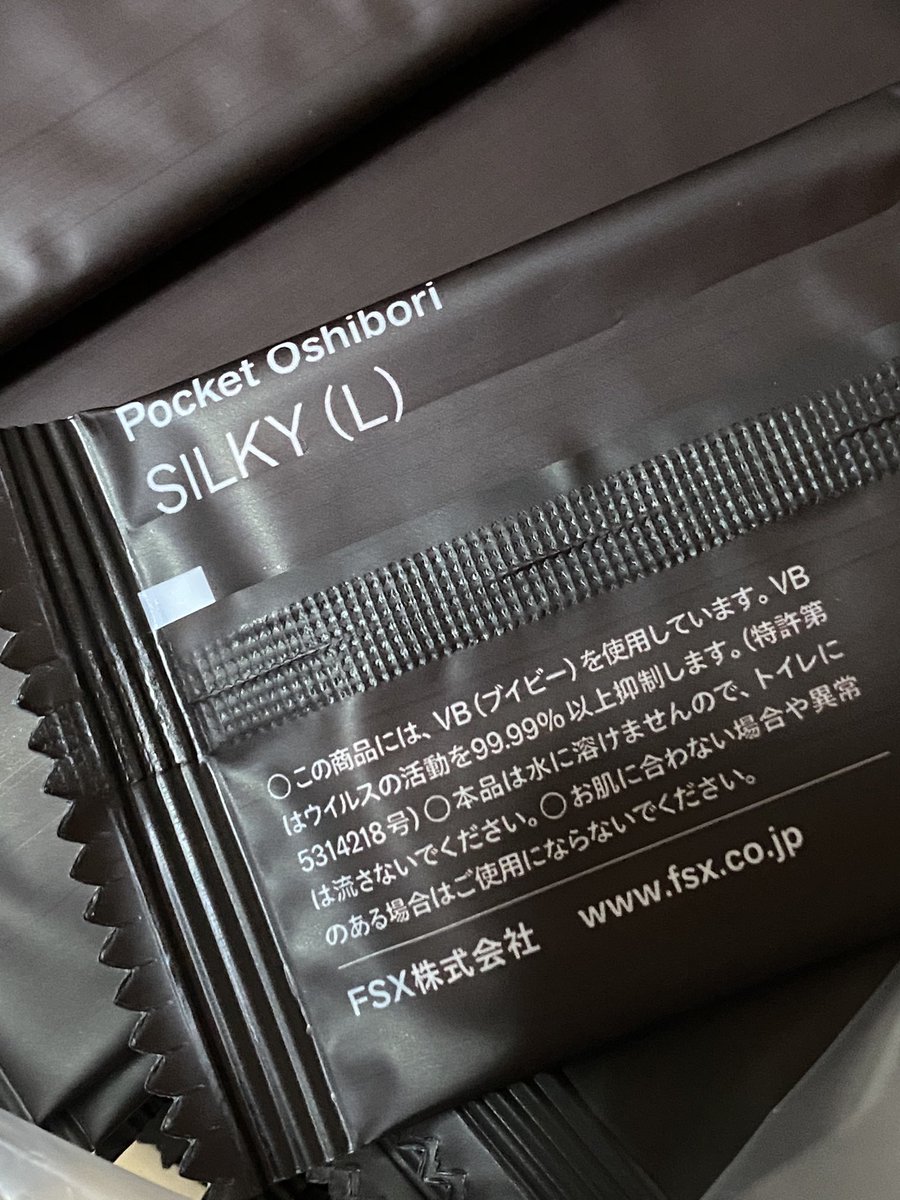 Pocket Oshibori
SILKY (L)
○この商品には、VB(ブイビー)を使用しています。VB
はウイルスの活動を99.99%以上抑制します。(特許第
5314218号)○本品は水に溶けませんので、トイレに
は流さないでください。○お肌に合わない場合や異常
のある場合はご使用にならないでください。
FSX株式会社 www.fsx.co.jp